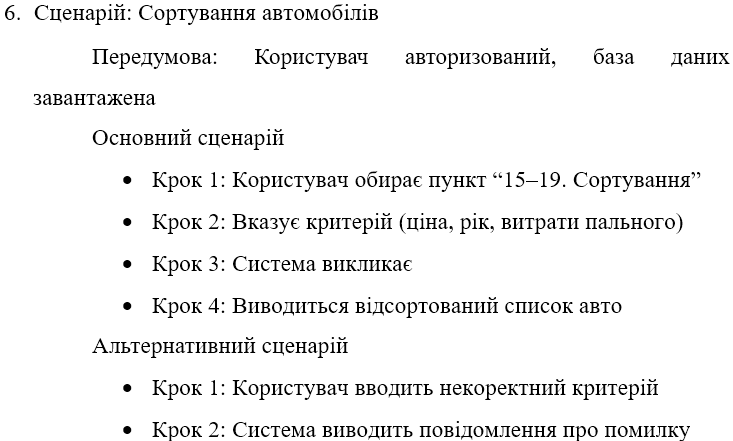 6. Сценарій: Сортування автомобілів
Передумова: Користувач авторизований, база даних
завантажена
Основний сценарій
• Крок 1: Користувач обирає пункт “15–19. Сортування”
• Крок 2: Вказує критерій (ціна, рік, витрати пального)
• Крок 3: Система викликає
• Крок 4: Виводиться відсортований список авто
Альтернативний сценарій
• Крок 1: Користувач вводить некоректний критерій
• Крок 2: Система виводить повідомлення про помилку